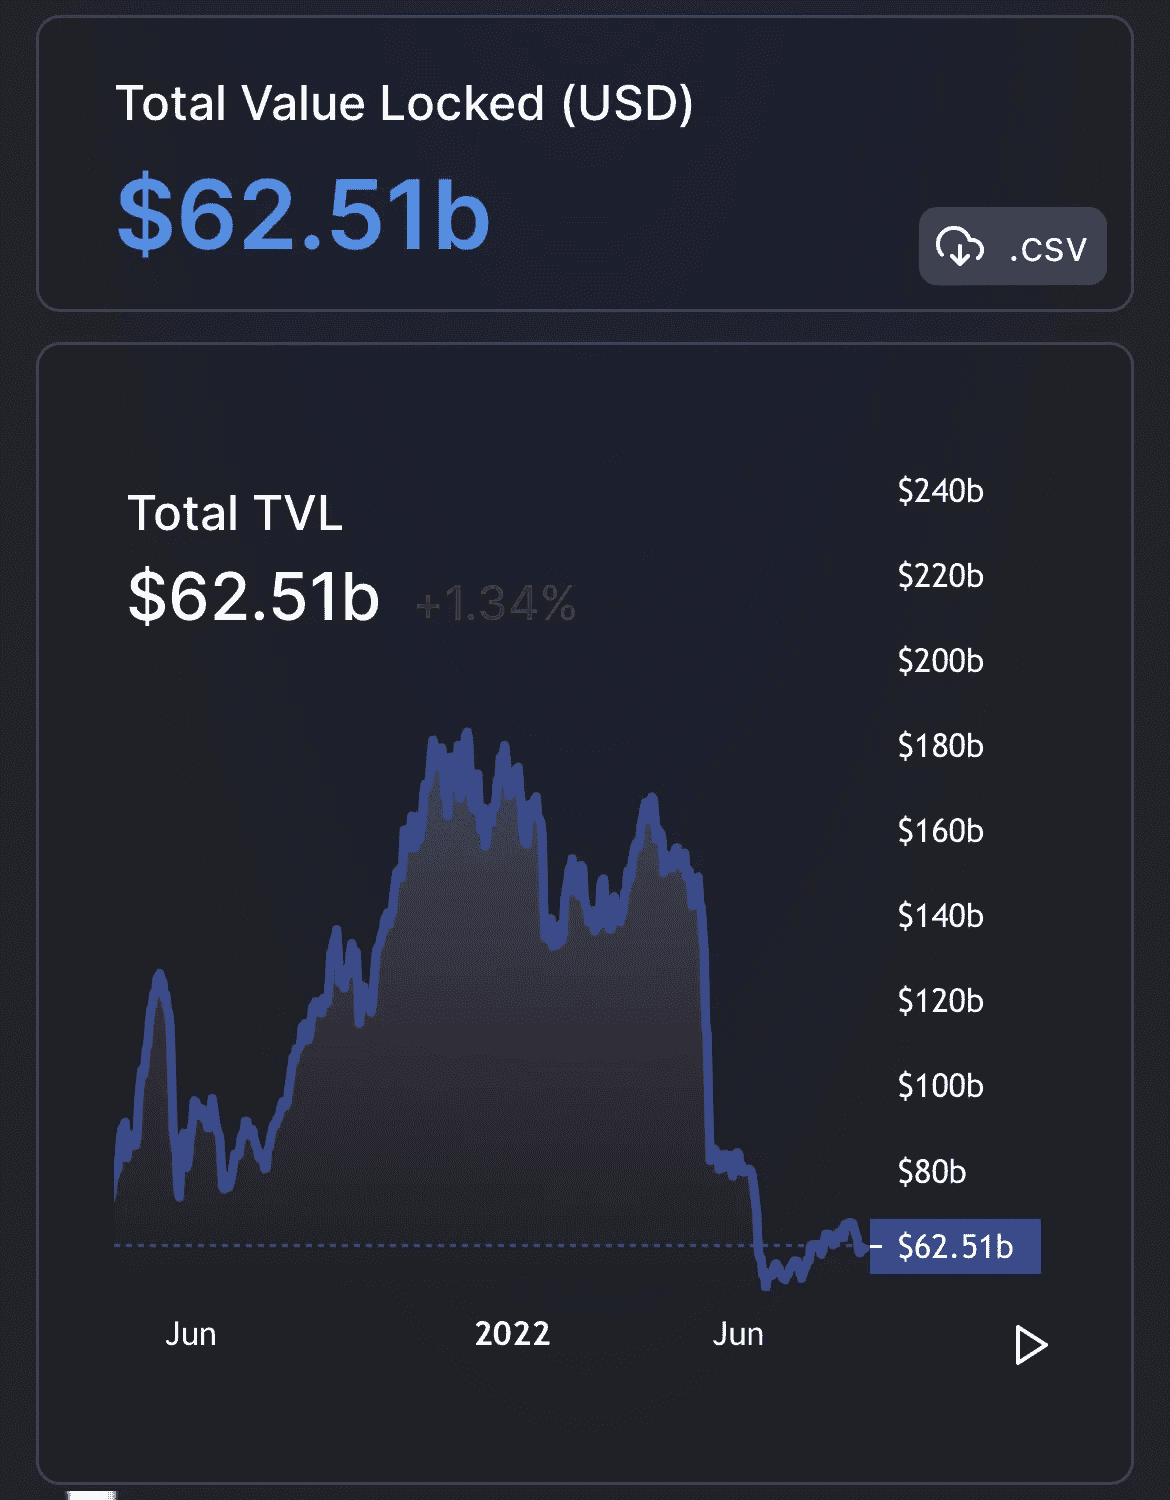 Total Value Locked (USD)
$62.51b
.csv
Total TVL
$62.51b +1.34%
$240b
$220b
$200b
$180b
$160b
$140b
$120b
$100b
$80b
$62.51b
Jun 2022 Jun